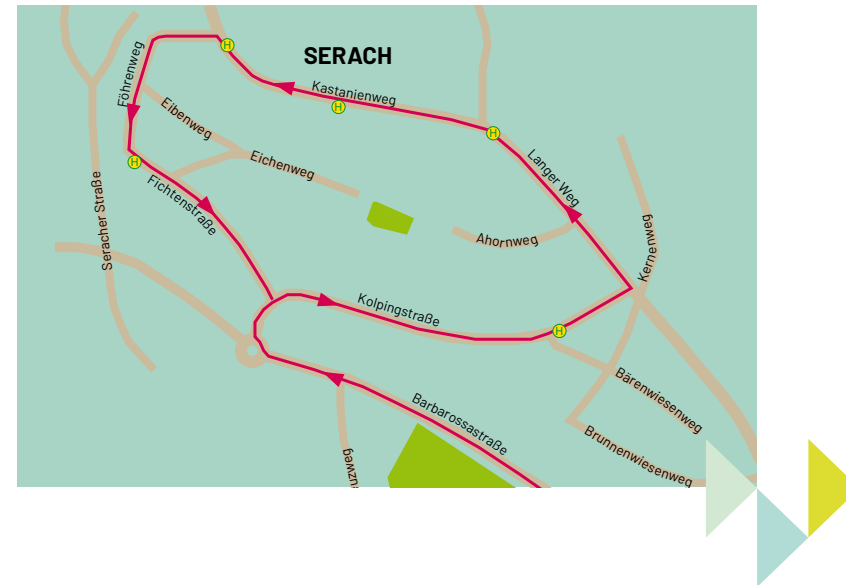 SERACH
H
Kastanienweg
H
Föhrenweg
Eibenweg
H
H
Eichenweg
Langer Weg
Fichtenstraße
Seracher Straße
Ahornweg
Kernenweg
Kolpingstraße
H
Bärenwiesenweg
Barbarossastraße
Brunnenwiesenweg